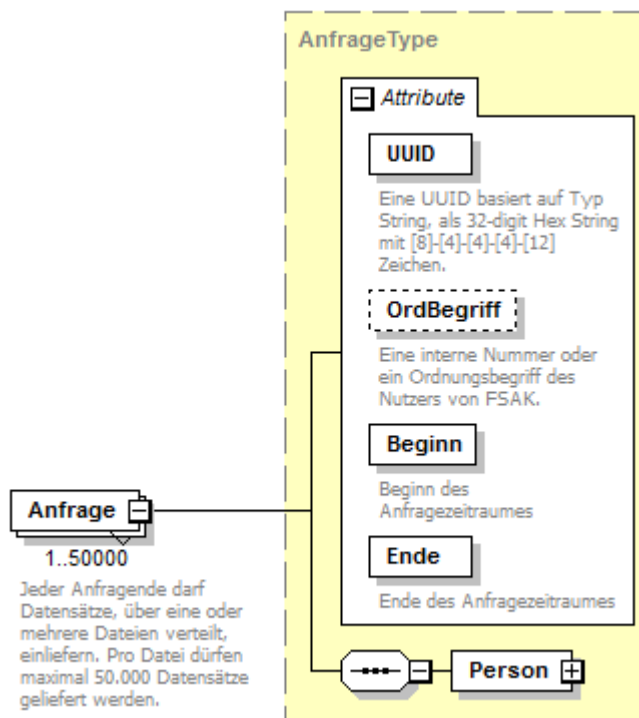 AnfrageType
Attribute
UUID
Eine UUID basiert auf Typ
String, als 32-digit Hex String
mit [8]-[4]-[4]-[4]-[12]
Zeichen.
OrdBegriff
Eine interne Nummer oder
ein Ordnungsbegriff des
Nutzers von FSAK.
Beginn
Beginn des
Anfragezeitraumes
Ende
Ende des Anfragezeitraumes
Anfrage
1..50000
Jeder Anfragende darf
Datensätze, über eine oder
mehrere Dateien verteilt,
einliefern. Pro Datei dürfen
maximal 50.000 Datensätze
geliefert werden.
Person